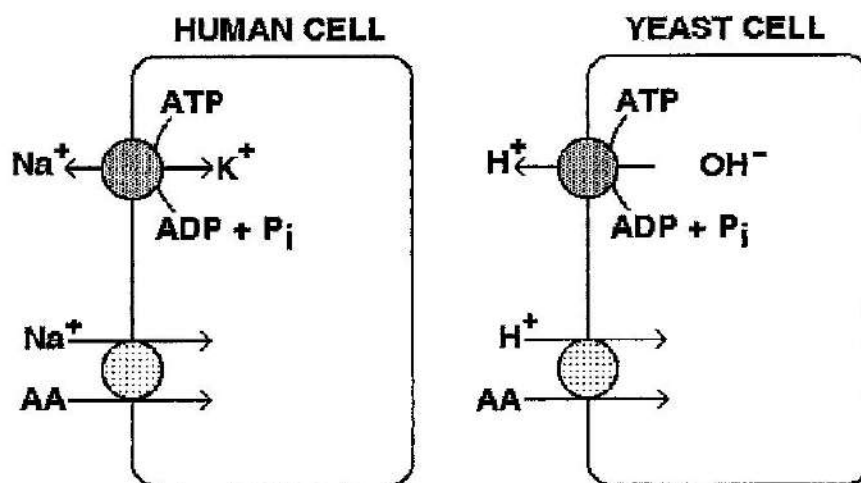 HUMAN CELL
ATP
Na⁺ K⁺
ADP + Pᵢ
Na⁺
AA
YEAST CELL
ATP
H⁺ OH⁻
ADP + Pᵢ
H⁺
AA